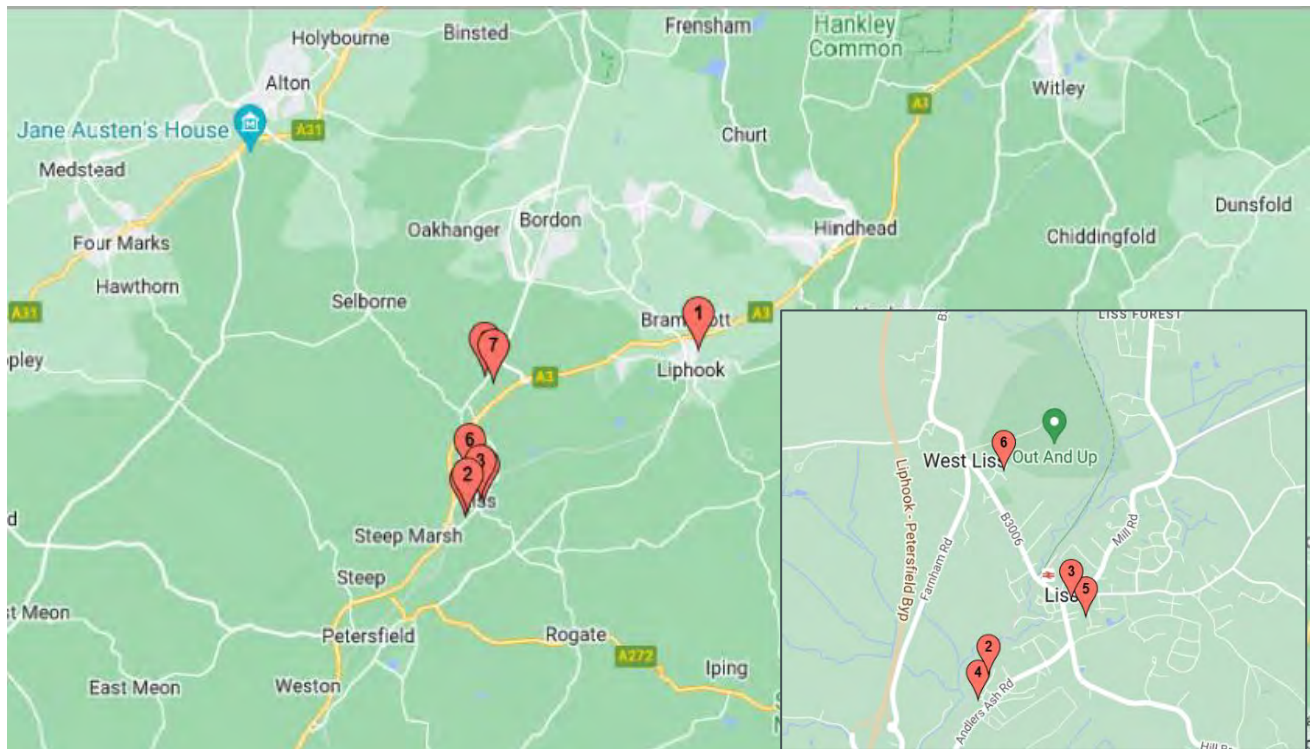 Holybourne
Binsted
Frensham
Hankley
Common
Alton
Witley
A3
Jane Austen's House
A31
Churt
Medstead
Dunsfold
Oakhanger
Bordon
Hindhead
Four Marks
Chiddingfold
Hawthorn
Selborne
A31
1
A3
7
Liphook
A3
6
3
2
Steep Marsh
Steep
Petersfield
Rogate
A272
Iping
East Meon
Weston
LISS FOREST
6
West Liss
Out And Up
Liphook - Petersfield Byp
B3006
Mill Rd
Farnham Rd
3
5
2
4
Andlers Ash Rd